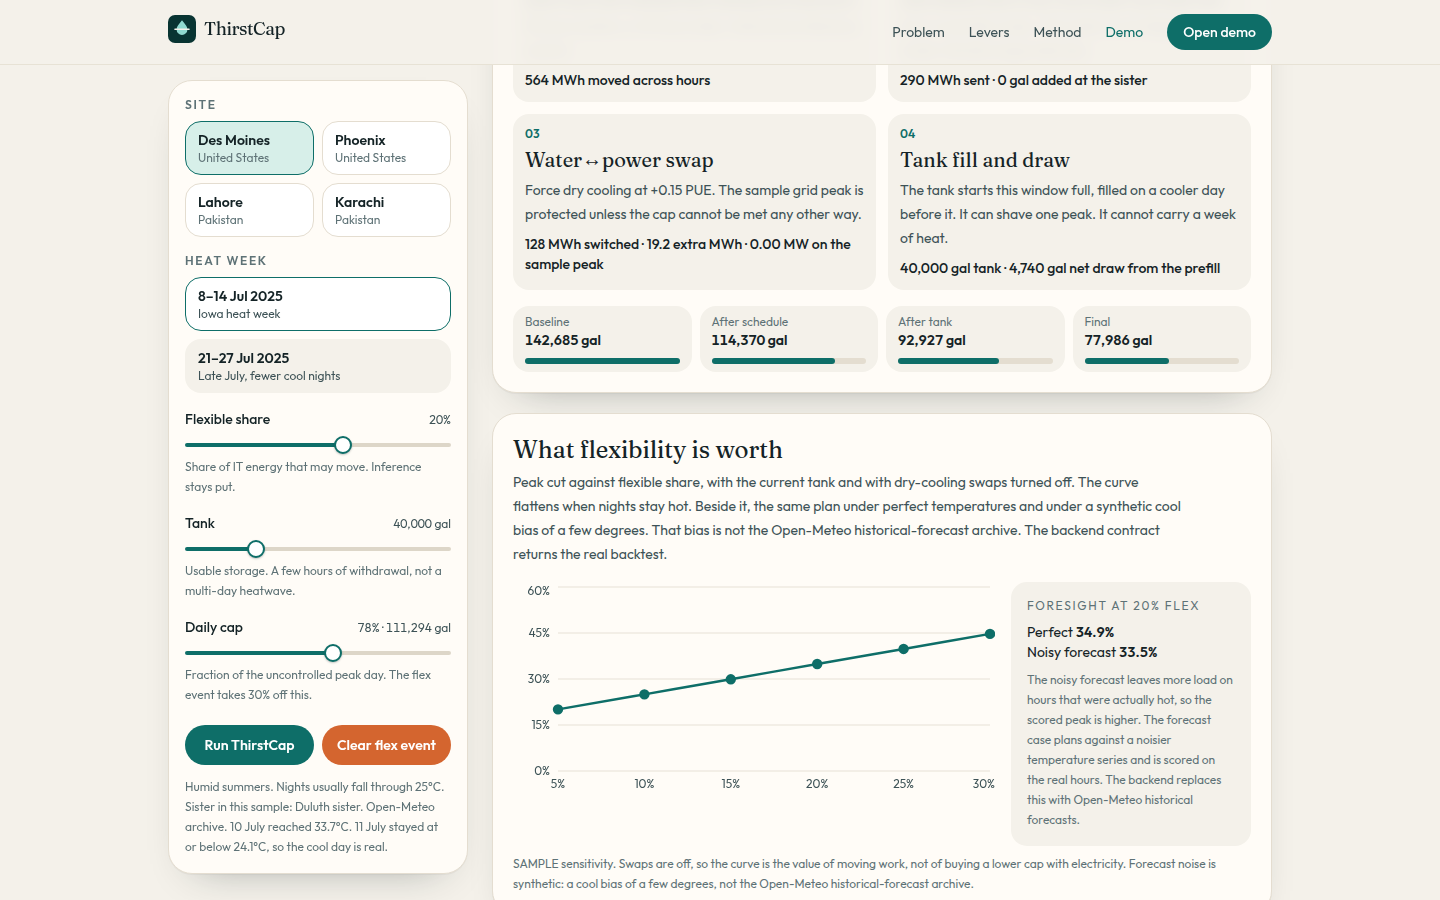 ThirstCap
Problem
Levers
Method
Demo
Open demo
SITE
Des Moines
United States
Phoenix
United States
Lahore
Pakistan
Karachi
Pakistan
HEAT WEEK
8–14 Jul 2025
Iowa heat week
21–27 Jul 2025
Late July, fewer cool nights
Flexible share
20%
Share of IT energy that may move. Inference
stays put.
Tank
40,000 gal
Usable storage. A few hours of withdrawal, not a
multi-day heatwave.
Daily cap
78% · 111,294 gal
Fraction of the uncontrolled peak day. The flex
event takes 30% off this.
Run ThirstCap
Clear flex event
Humid summers. Nights usually fall through 25°C.
Sister in this sample: Duluth sister. Open-Meteo
archive. 10 July reached 33.7°C. 11 July stayed at
or below 24.1°C, so the cool day is real.
564 MWh moved across hours
290 MWh sent · 0 gal added at the sister
03
Water↔power swap
Force dry cooling at +0.15 PUE. The sample grid peak is
protected unless the cap cannot be met any other way.
128 MWh switched · 19.2 extra MWh · 0.00 MW on the
sample peak
04
Tank fill and draw
The tank starts this window full, filled on a cooler day
before it. It can shave one peak. It cannot carry a week
of heat.
40,000 gal tank · 4,740 gal net draw from the prefill
Baseline
142,685 gal
After schedule
114,370 gal
After tank
92,927 gal
Final
77,986 gal
What flexibility is worth
Peak cut against flexible share, with the current tank and with dry-cooling swaps turned off. The curve
flattens when nights stay hot. Beside it, the same plan under perfect temperatures and under a synthetic cool
bias of a few degrees. That bias is not the Open-Meteo historical-forecast archive. The backend contract
returns the real backtest.
60%
45%
30%
15%
0%
5%
10%
15%
20%
25%
30%
FORESIGHT AT 20% FLEX
Perfect 34.9%
Noisy forecast 33.5%
The noisy forecast leaves more load on
hours that were actually hot, so the
scored peak is higher. The forecast
case plans against a noisier
temperature series and is scored on
the real hours. The backend replaces
this with Open-Meteo historical
forecasts.
SAMPLE sensitivity. Swaps are off, so the curve is the value of moving work, not of buying a lower cap with electricity. Forecast noise is
synthetic: a cool bias of a few degrees, not the Open-Meteo historical-forecast archive.